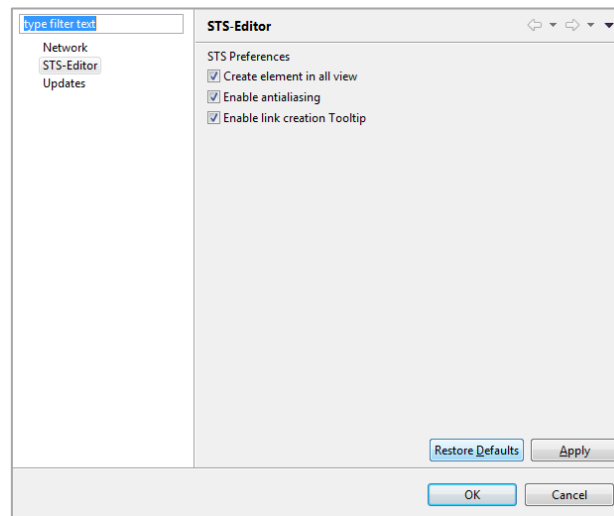 type filter text
Network
STS-Editor
Updates
STS-Editor
STS Preferences
Create element in all view
Enable antialiasing
Enable link creation Tooltip
Restore Defaults
Apply
OK
Cancel